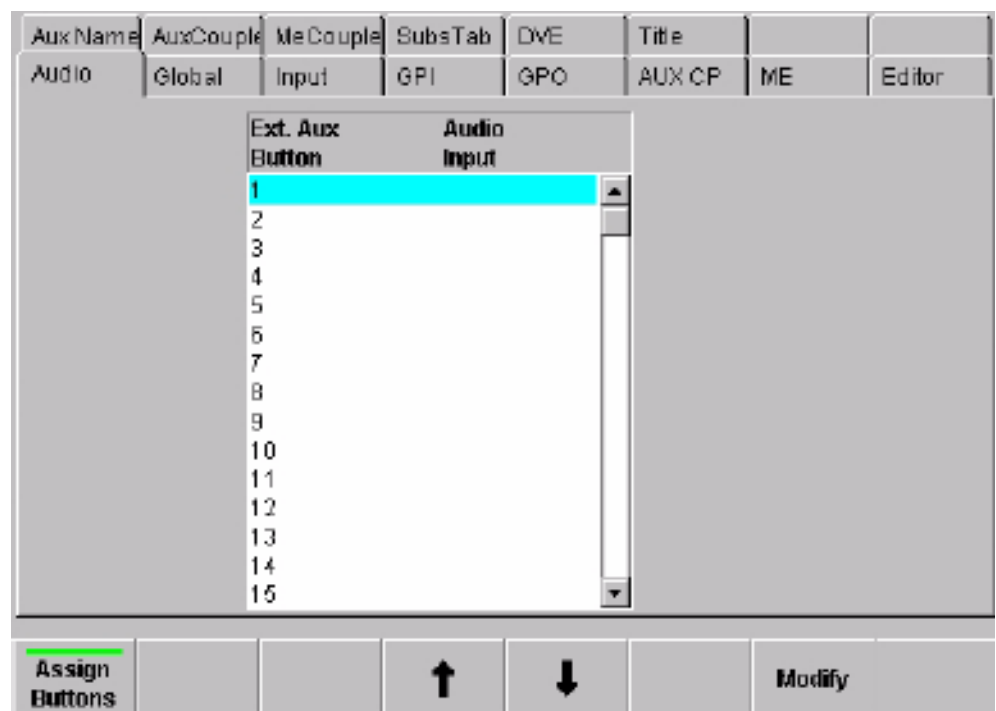 Aux Name AuxCouple MeCouple SubsTab DVE Title
Audio Global Input GPI GPO AUX CP ME Editor
Ext. Aux Audio
Button Input
1
2
3
4
5
6
7
8
9
10
11
12
13
14
15
Assign
Buttons
Modify